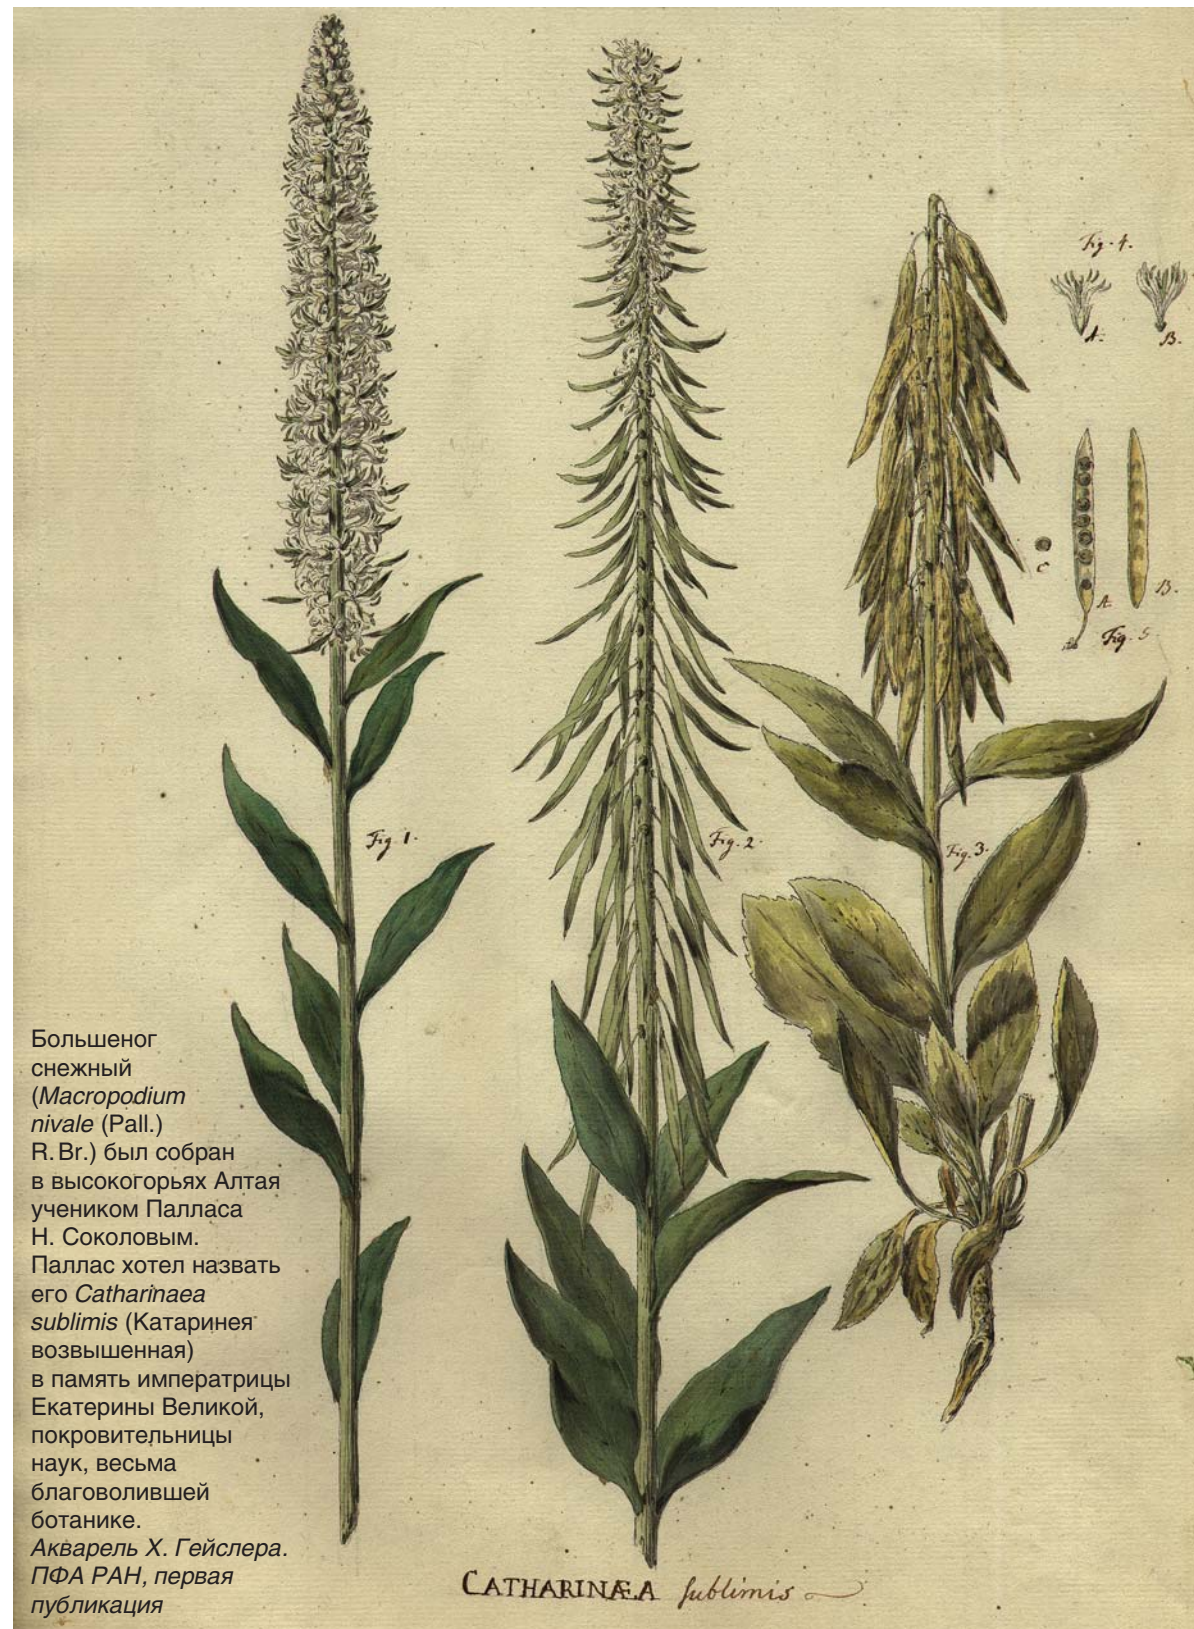 Fig. 4.
A.
B.
C
A.
B.
Fig. 5
Fig. 1.
Fig. 2
Fig. 3.
Большеног
снежный
(Macropodium
nivale (Pall.)
R. Br.) был собран
в высокогорьях Алтая
учеником Палласа
Н. Соколовым.
Паллас хотел назвать
его Catharinaea
sublimis (Катаринея
возвышенная)
в память императрицы
Екатерины Великой,
покровительницы
наук, весьма
благоволившей
ботанике.
Акварель Х. Гейслера.
ПФА РАН, первая
публикация
CATHARINÆA sublimis